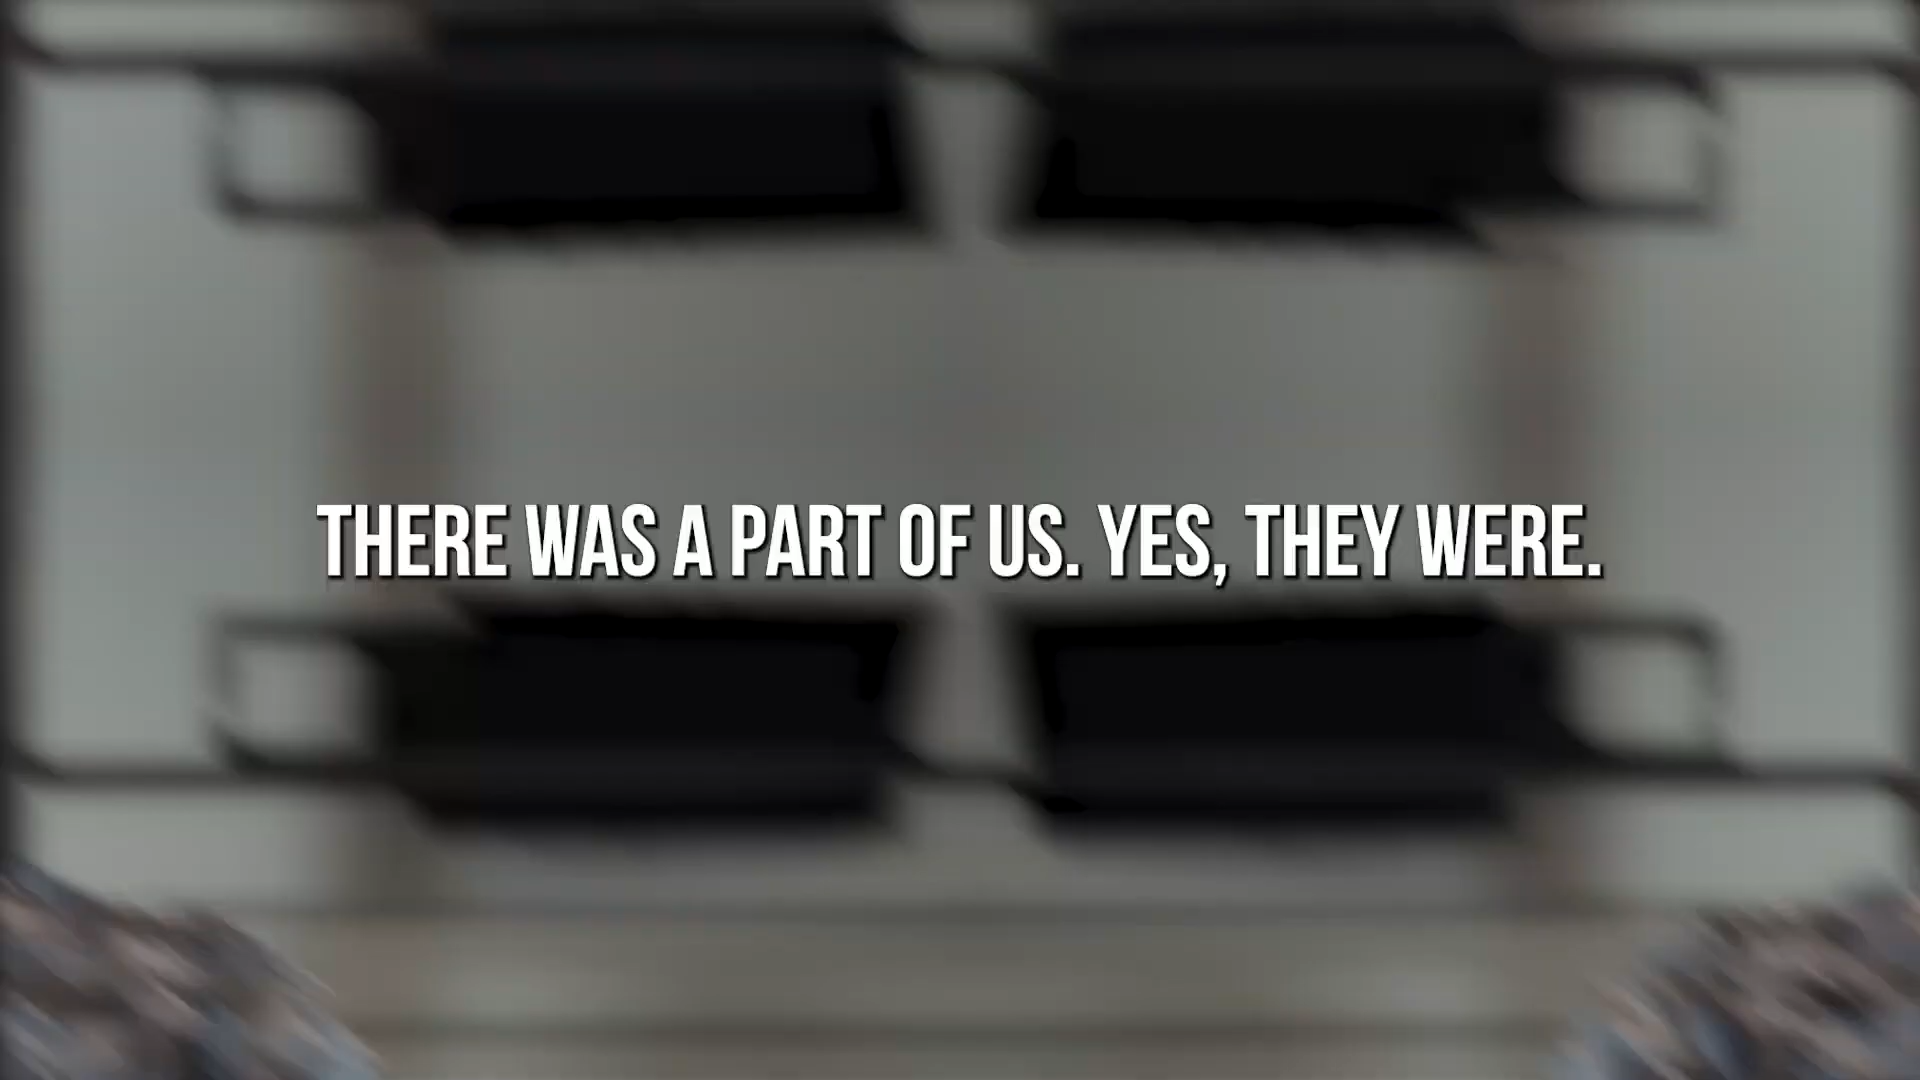 THERE WAS A PART OF US. YES, THEY WERE.